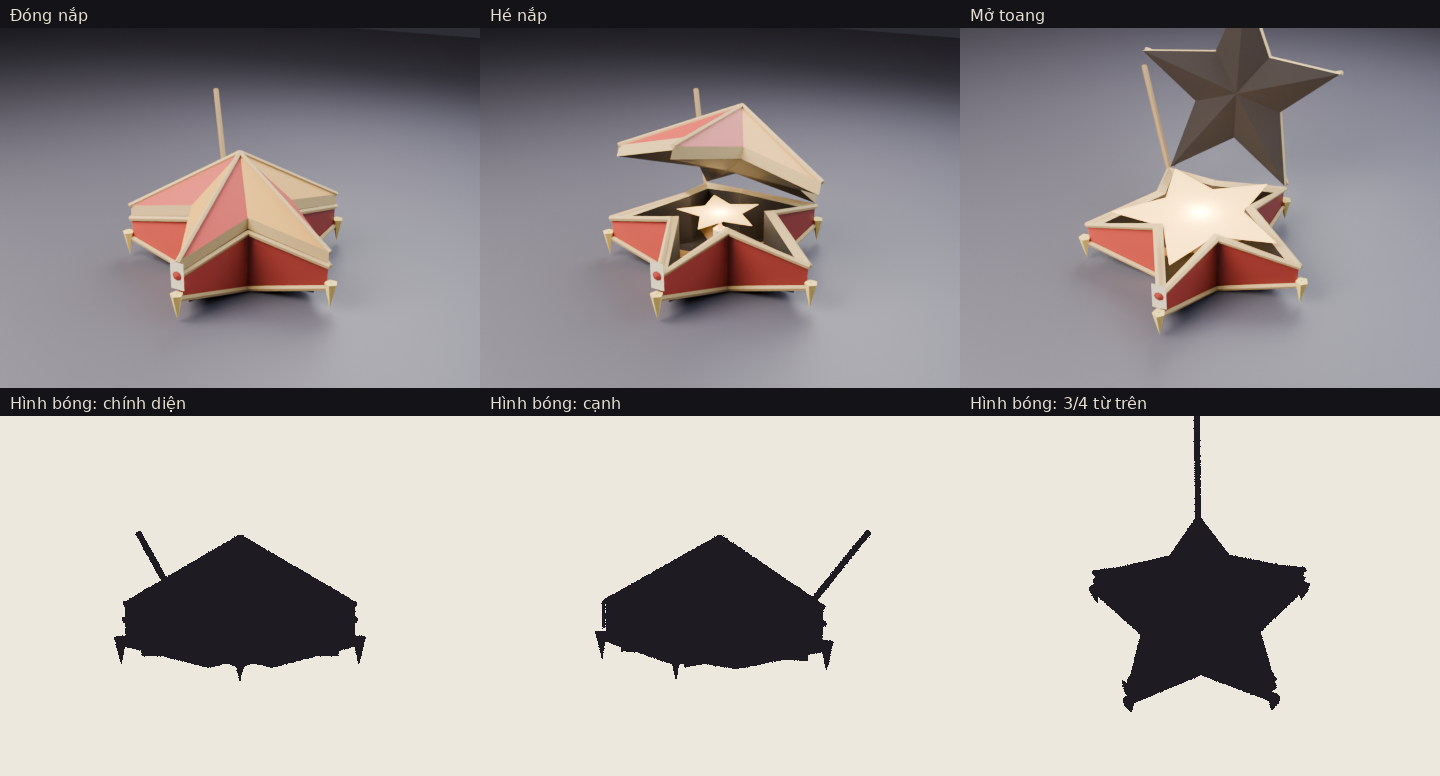 Đóng nắp
Hé nắp
Mở toang
Hình bóng: chính diện
Hình bóng: cạnh
Hình bóng: 3/4 từ trên